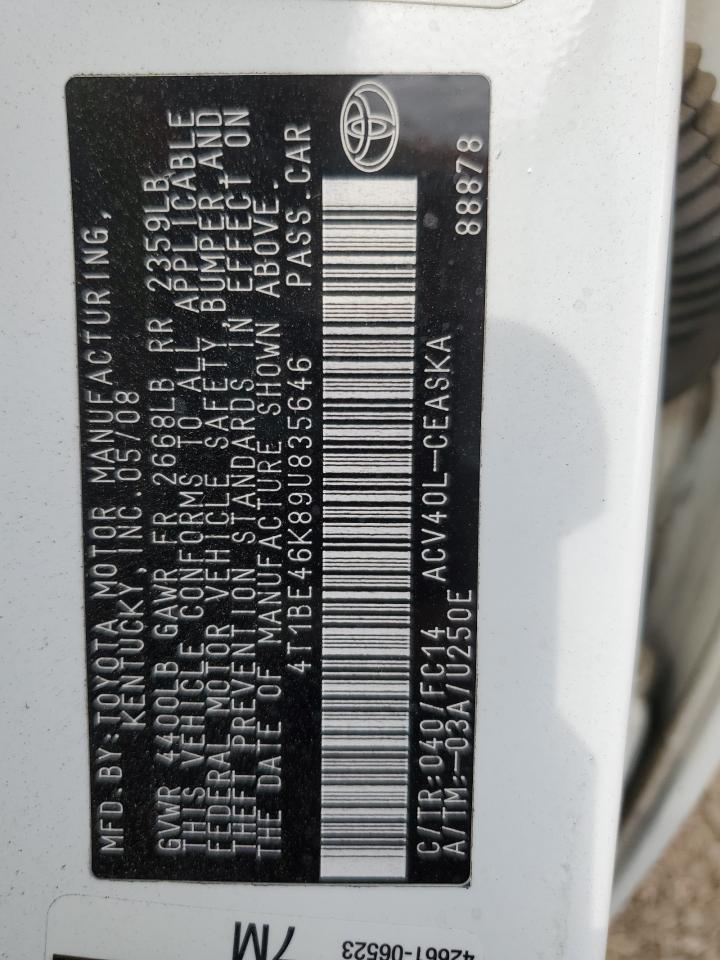 MFD.BY:TOYOTA MOTOR MANUFACTURING,
KENTUCKY, INC.05/08
GVWR 4400LB GAWR FR 2668LB RR 2359LB
THIS VEHICLE CONFORMS TO ALL APPLICABLE
FEDERAL MOTOR VEHICLE SAFETY, BUMPER, AND
THEFT PREVENTION STANDARDS IN EFFECT ON
THE DATE OF MANUFACTURE SHOWN ABOVE.
4T1BE46K89U835646 PASS.CAR
C/TR:040/FC14 ACV40L-CEASKA
A/TM:-03A/U250E 88878
42661-06523
7M